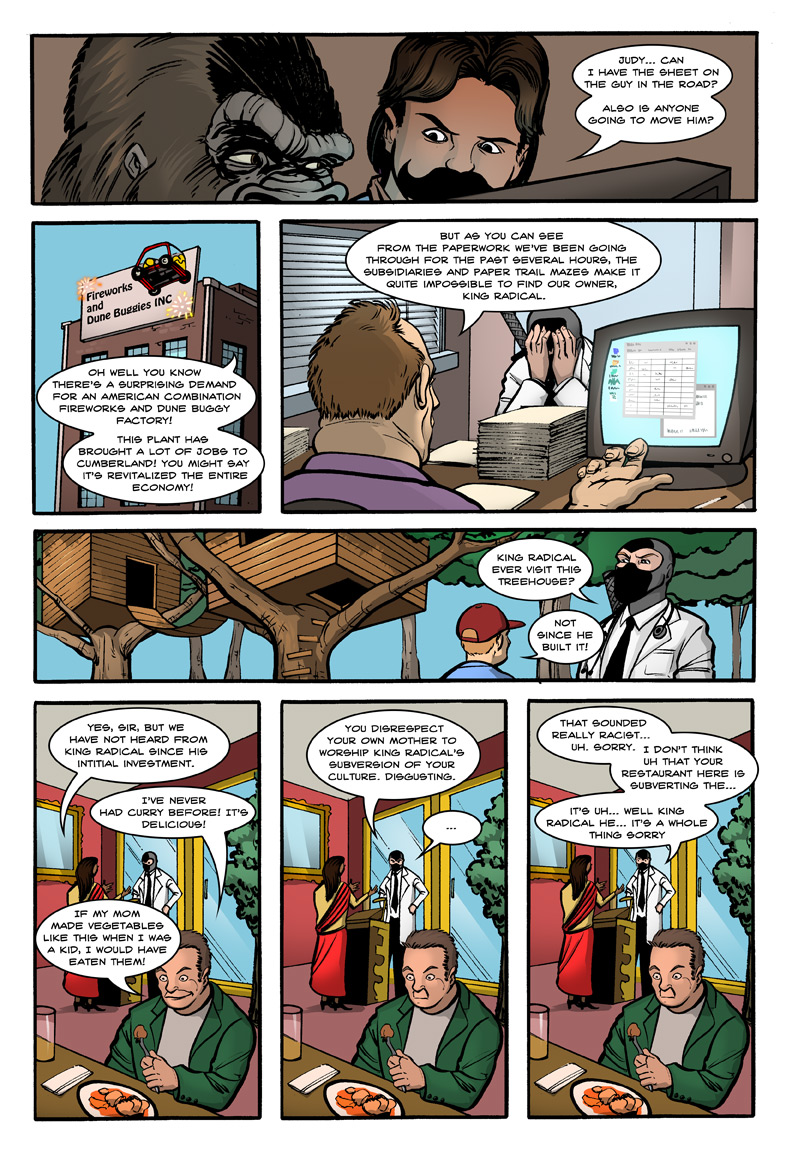 JUDY... CAN
I HAVE THE SHEET ON
THE GUY IN THE ROAD?
ALSO IS ANYONE
GOING TO MOVE HIM?
Fireworks
and
Dune Buggies INC
OH WELL YOU KNOW
THERE'S A SURPRISING DEMAND
FOR AN AMERICAN COMBINATION
FIREWORKS AND DUNE BUGGY
FACTORY!
THIS PLANT HAS
BROUGHT A LOT OF JOBS TO
CUMBERLAND! YOU MIGHT SAY
IT'S REVITALIZED THE ENTIRE
ECONOMY!
BUT AS YOU CAN SEE
FROM THE PAPERWORK WE'VE BEEN GOING
THROUGH FOR THE PAST SEVERAL HOURS, THE
SUBSIDIARIES AND PAPER TRAIL MAZES MAKE IT
QUITE IMPOSSIBLE TO FIND OUR OWNER,
KING RADICAL.
KING RADICAL
EVER VISIT THIS
TREEHOUSE?
NOT
SINCE HE
BUILT IT!
YES, SIR, BUT WE
HAVE NOT HEARD FROM
KING RADICAL SINCE HIS
INTITIAL INVESTMENT.
I'VE NEVER
HAD CURRY BEFORE! IT'S
DELICIOUS!
IF MY MOM
MADE VEGETABLES
LIKE THIS WHEN I WAS
A KID, I WOULD HAVE
EATEN THEM!
YOU DISRESPECT
YOUR OWN MOTHER TO
WORSHIP KING RADICAL'S
SUBVERSION OF YOUR
CULTURE. DISGUSTING.
...
THAT SOUNDED
REALLY RACIST...
UH. SORRY.
I DON'T THINK
UH THAT YOUR
RESTAURANT HERE IS
SUBVERTING THE...
IT'S UH... WELL KING
RADICAL HE... IT'S A WHOLE
THING SORRY